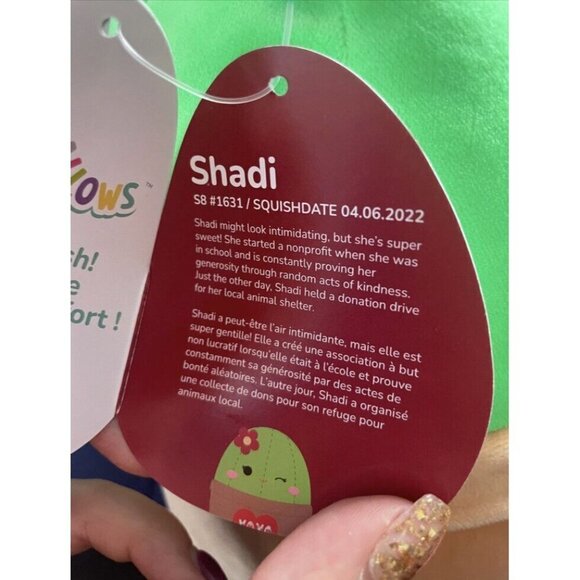 LOWS™
ch!
e
fort!
Shadi
S8 #1631 / SQUISHDATE 04.06.2022
Shadi might look intimidating, but she's super
sweet! She started a nonprofit when she was
in school and is constantly proving her
generosity through random acts of kindness.
Just the other day, Shadi held a donation drive
for her local animal shelter.
Shadi a peut-être l'air intimidante, mais elle est
super gentille! Elle a créé une association à but
non lucratif lorsqu'elle était à l'école et prouve
constamment sa générosité par des actes de
bonté aléatoires. L'autre jour, Shadi a organisé
une collecte de dons pour son refuge pour
animaux local.
XOXO